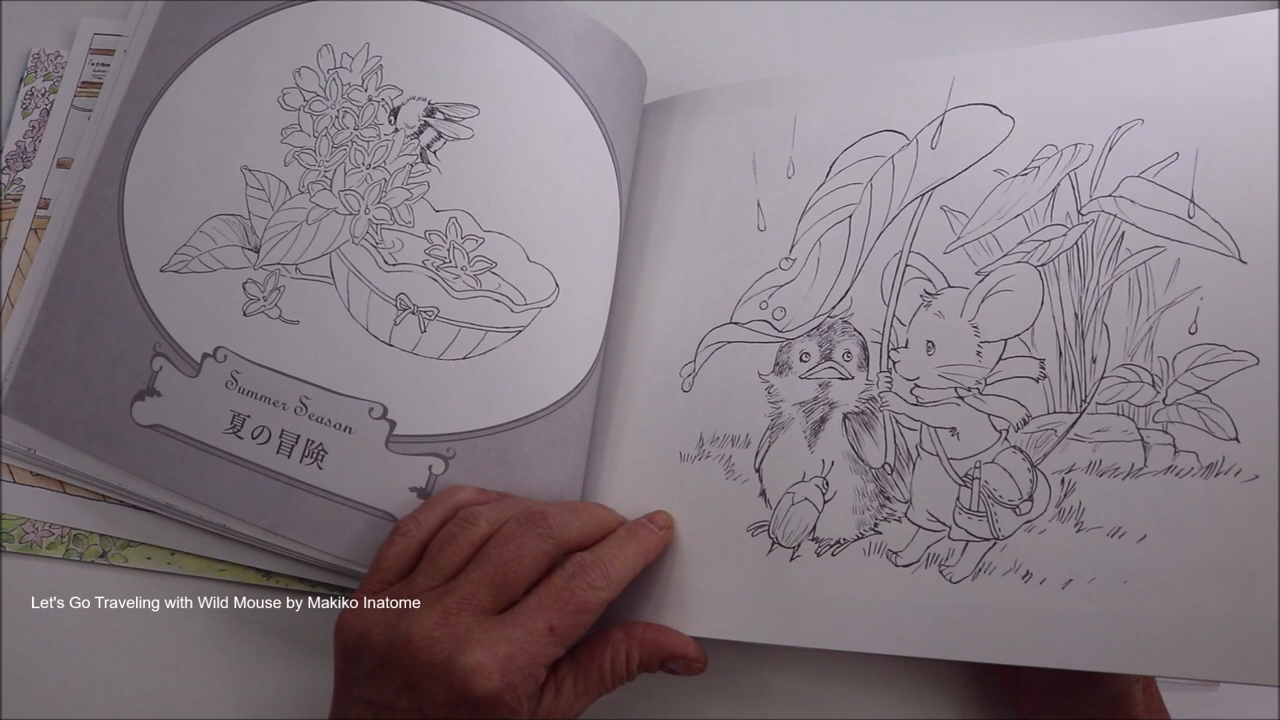 Summer Season
夏の冒険
Let's Go Traveling with Wild Mouse by Makiko Inatome